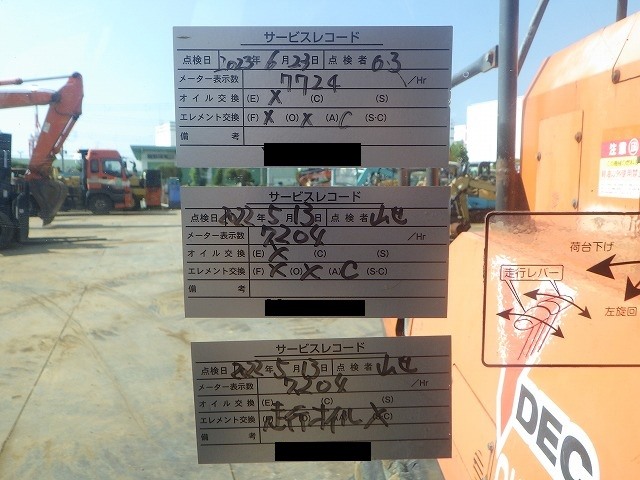 サービスレコード
点検日 2023年 6月23日 点検者
メーター表示数 7724 /Hr
オイル交換 (E) X (C) (S)
エレメント交換 (F) X (O) X (A) C (S·C)
備考
サービスレコード
点検日 2022年 5月13日 点検者
メーター表示数 7204 /Hr
オイル交換 (E) X (C) (S)
エレメント交換 (F) X (O) X (A) C (S·C)
備考
サービスレコード
点検日 2022年 5月13日 点検者
メーター表示数 7204 /Hr
オイル交換 (E) (C) (S)
エレメント交換 走行オイル X
備考
注意
荷台下げ
走行レバー
左旋回
DEC